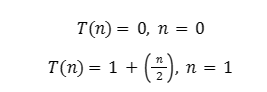 T(n) = 0, n = 0
T(n) = 1 + (n/2), n = 1